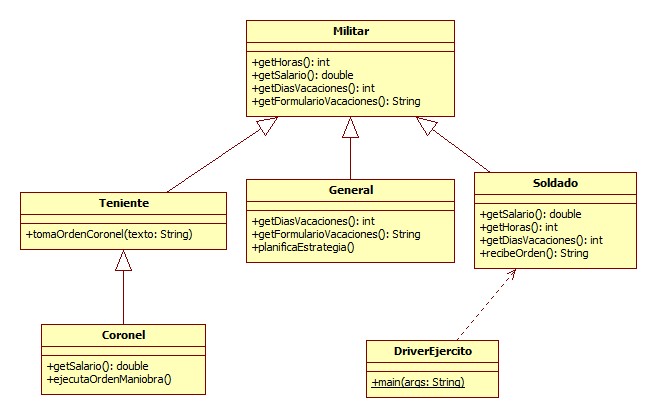 Militar
+getHoras(): int
+getSalario(): double
+getDiasVacaciones(): int
+getFormularioVacaciones(): String
Teniente
+tomaOrdenCoronel(texto: String)
General
+getDiasVacaciones(): int
+getFormularioVacaciones(): String
+planificaEstrategia()
Soldado
+getSalario(): double
+getHoras(): int
+getDiasVacaciones(): int
+recibeOrden(): String
Coronel
+getSalario(): double
+ejecutaOrdenManiobra()
DriverEjercito
+main(args: String)